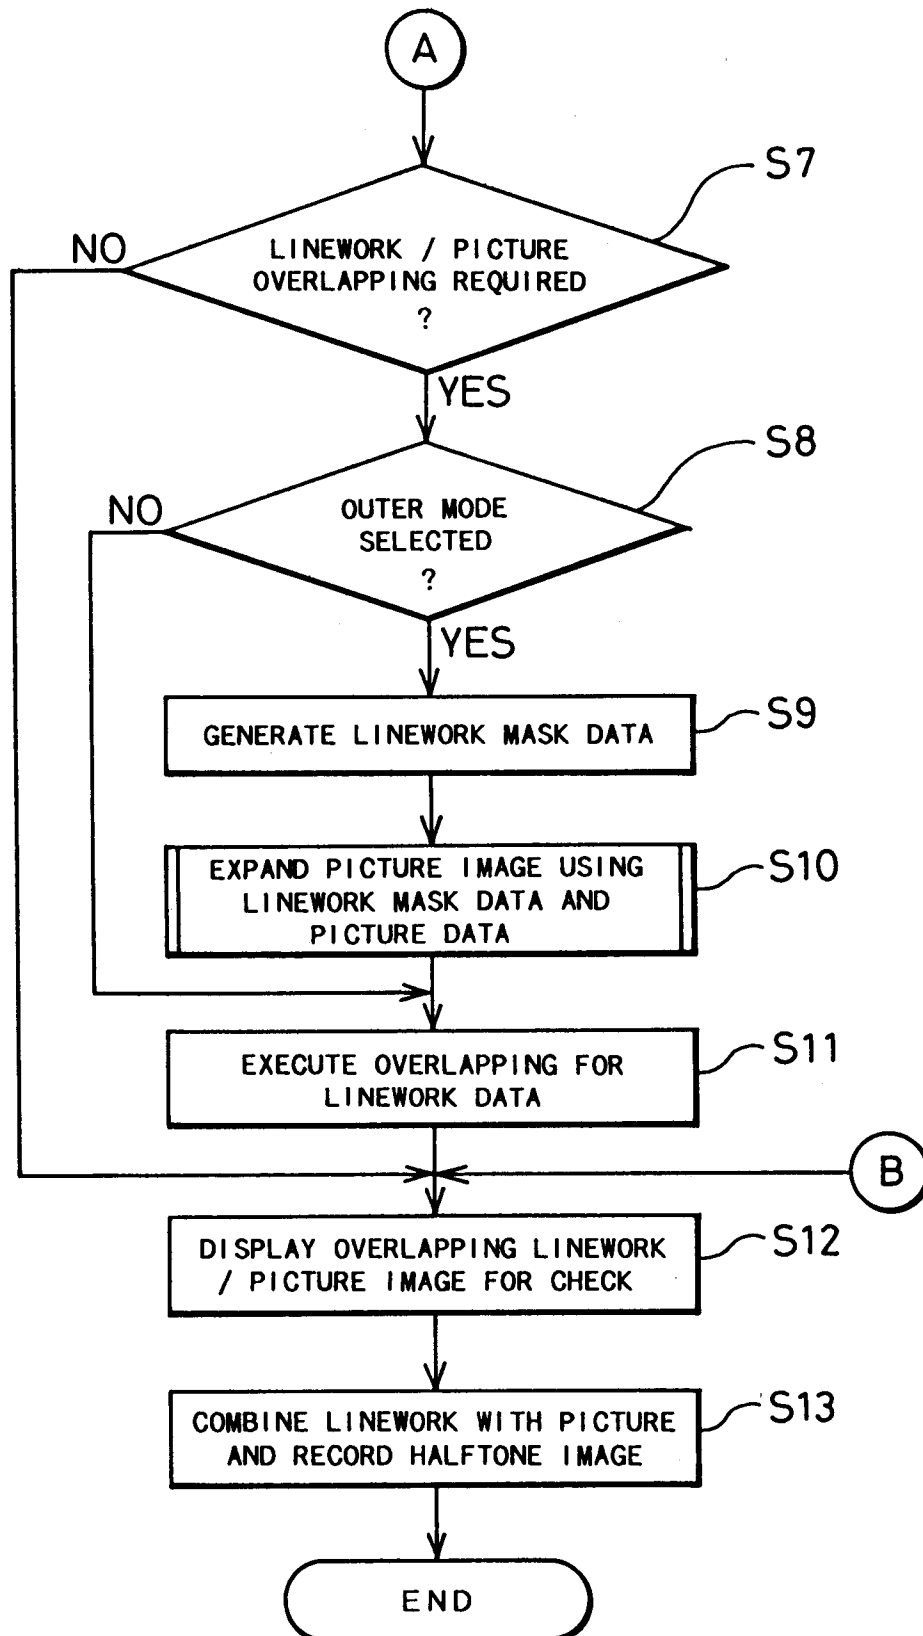 A
S7
LINEWORK / PICTURE
OVERLAPPING REQUIRED
?
NO
YES
S8
OUTER MODE
SELECTED
?
NO
YES
S9
GENERATE LINEWORK MASK DATA
S10
EXPAND PICTURE IMAGE USING
LINEWORK MASK DATA AND
PICTURE DATA
S11
EXECUTE OVERLAPPING FOR
LINEWORK DATA
B
S12
DISPLAY OVERLAPPING LINEWORK
/ PICTURE IMAGE FOR CHECK
S13
COMBINE LINEWORK WITH PICTURE
AND RECORD HALFTONE IMAGE
END